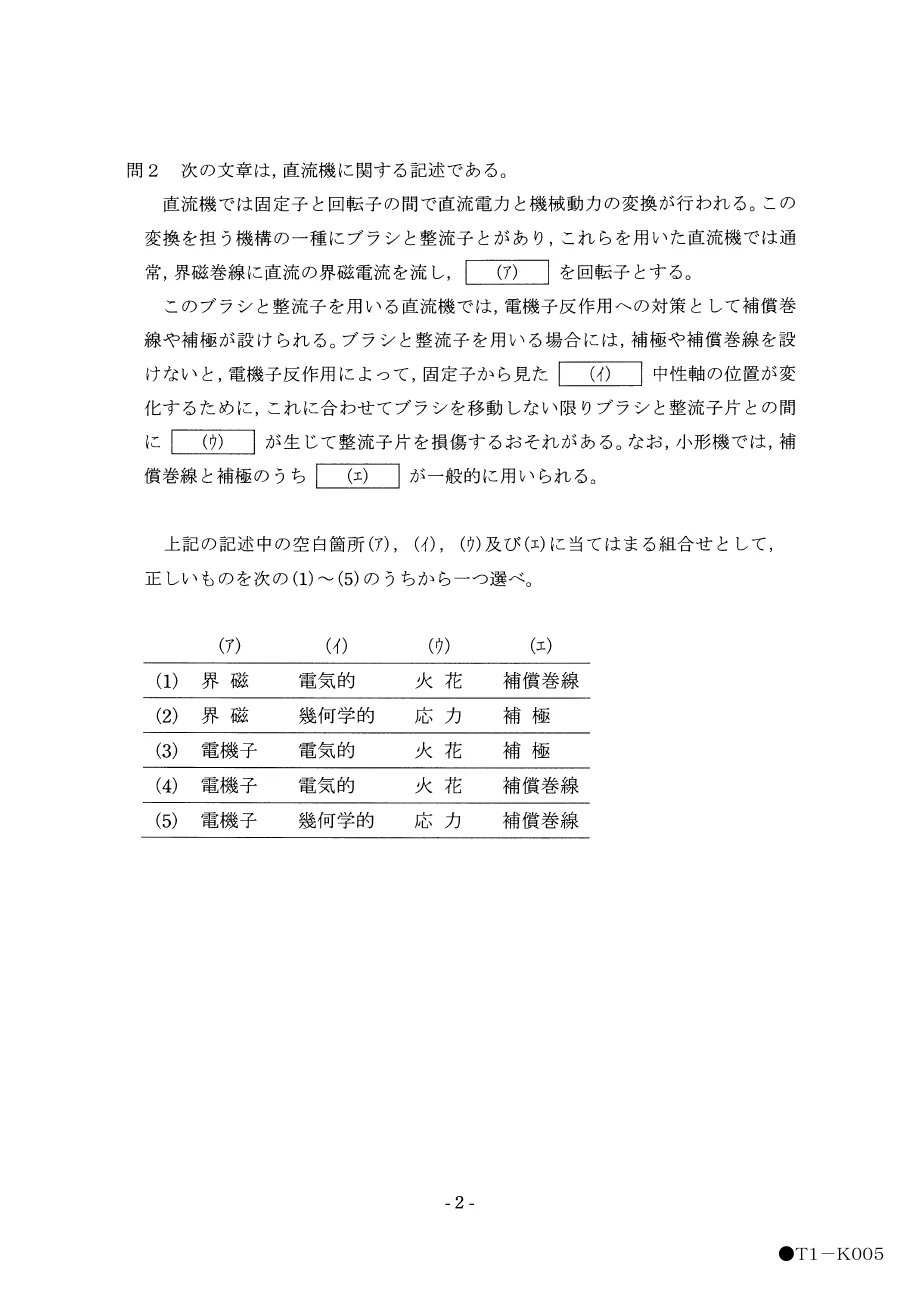 問2 次の文章は,直流機に関する記述である。
直流機では固定子と回転子の間で直流電力と機械動力の変換が行われる。この
変換を担う機構の一種にブラシと整流子とがあり,これらを用いた直流機では通
常,界磁巻線に直流の界磁電流を流し, (ア) を回転子とする。
このブラシと整流子を用いる直流機では,電機子反作用への対策として補償巻
線や補極が設けられる。ブラシと整流子を用いる場合には,補極や補償巻線を設
けないと,電機子反作用によって,固定子から見た (イ) 中性軸の位置が変
化するために,これに合わせてブラシを移動しない限りブラシと整流子片との間
に (ウ) が生じて整流子片を損傷するおそれがある。なお,小形機では,補
償巻線と補極のうち (エ) が一般的に用いられる。
上記の記述中の空白箇所(ア),(イ),(ウ)及び(エ)に当てはまる組合せとして,
正しいものを次の(1)～(5)のうちから一つ選べ。
(ア) (イ) (ウ) (エ)
(1) 界 磁 電気的 火 花 補償巻線
(2) 界 磁 幾何学的 応 力 補 極
(3) 電機子 電気的 火 花 補 極
(4) 電機子 電気的 火 花 補償巻線
(5) 電機子 幾何学的 応 力 補償巻線
- 2 -
●T1－K005